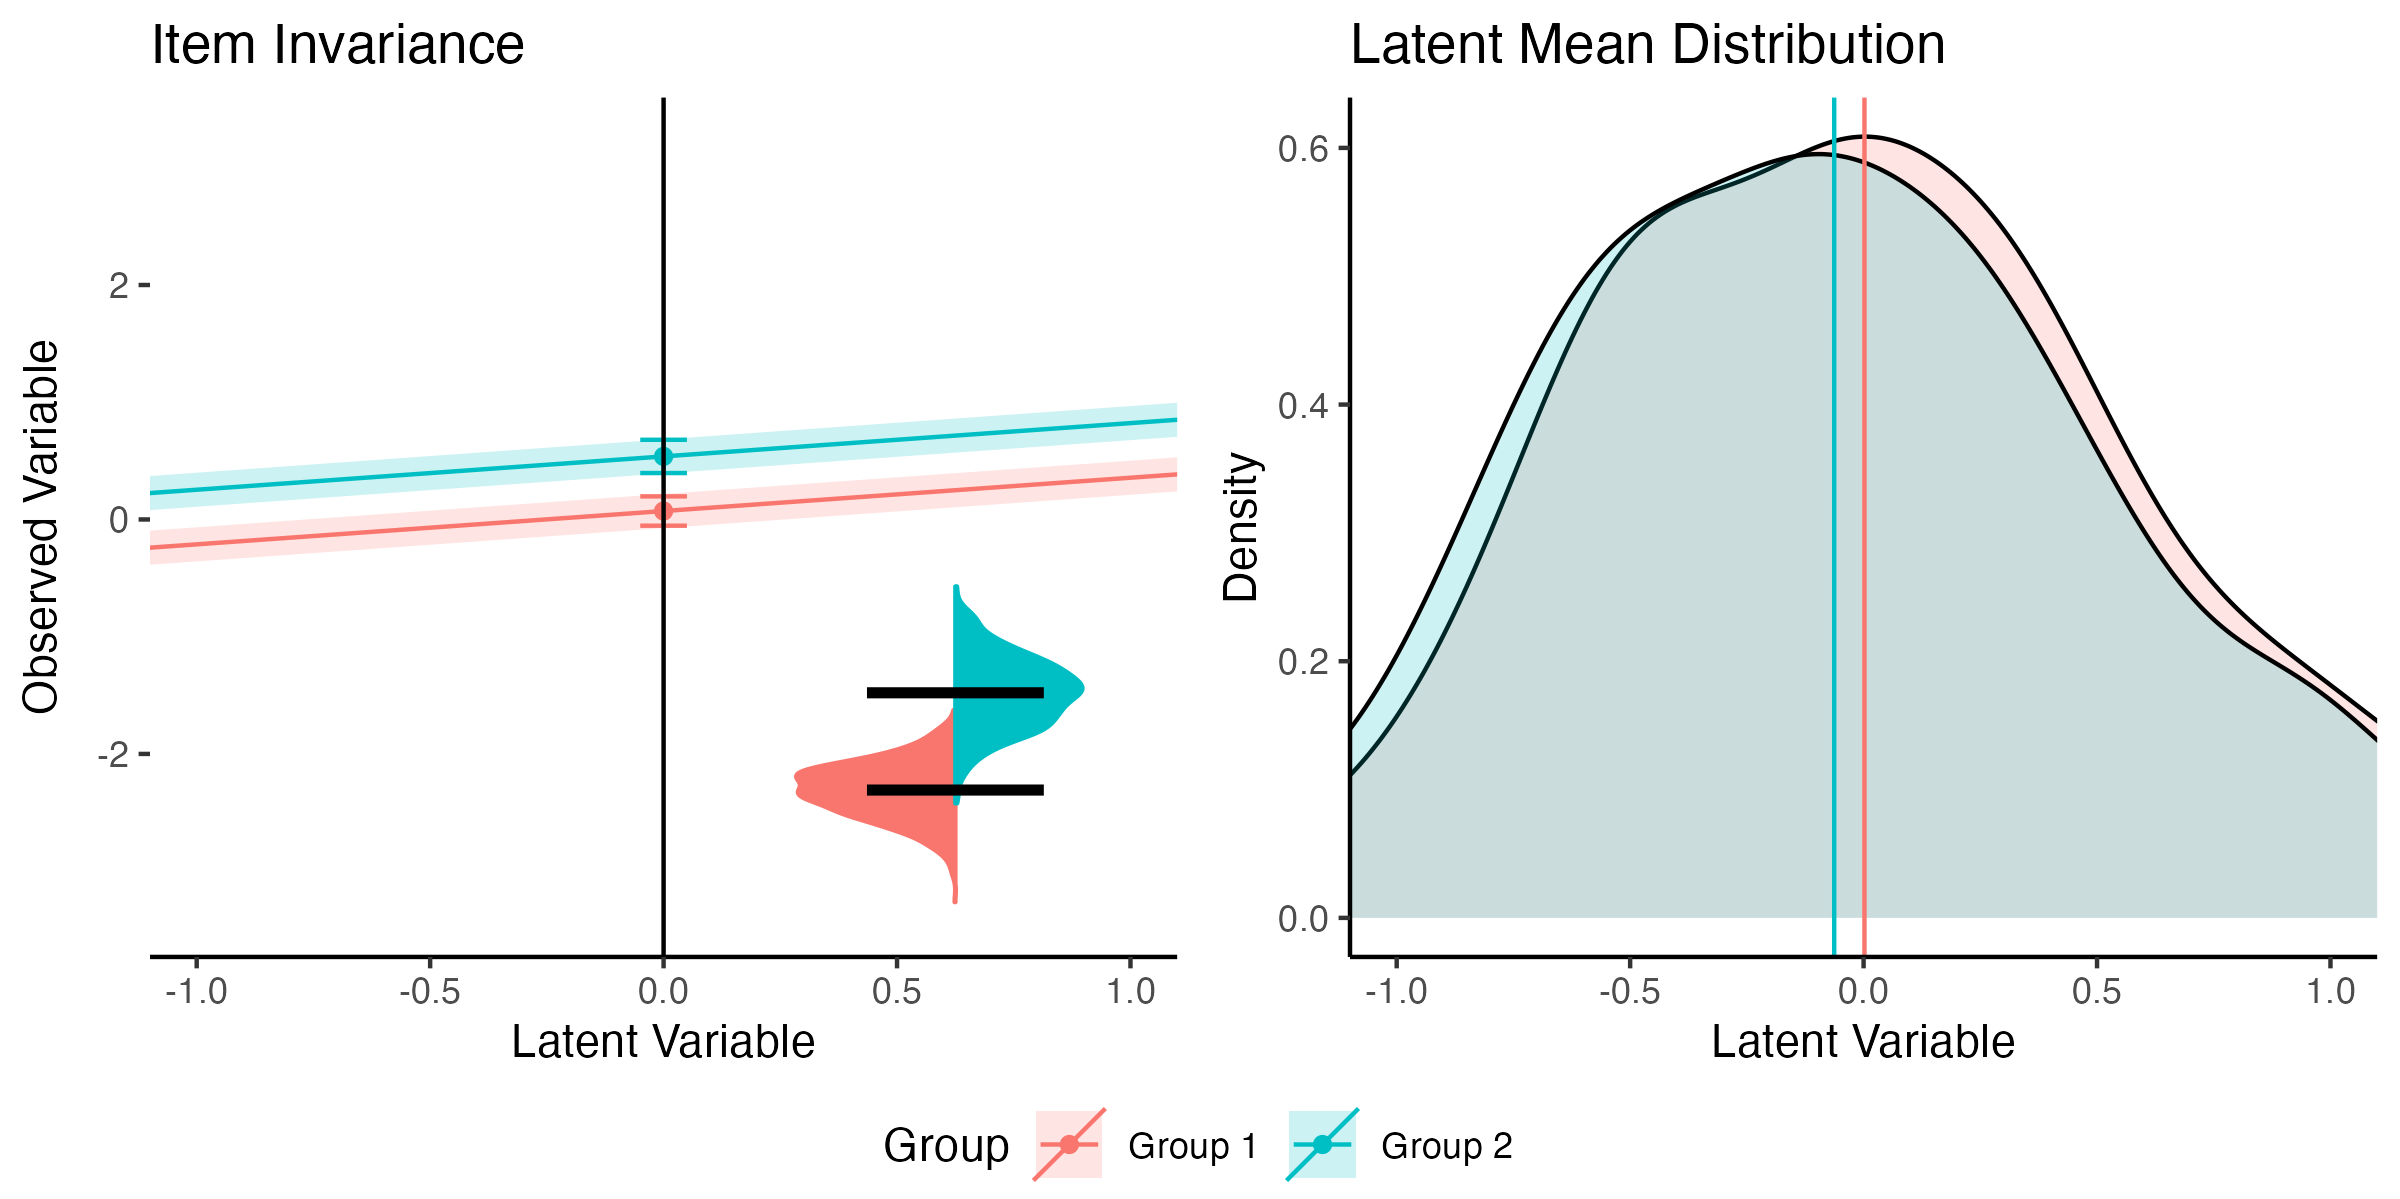 Item Invariance
Observed Variable
2
0
-2
-1.0
-0.5
0.0
0.5
1.0
Latent Variable
Latent Mean Distribution
Density
0.6
0.4
0.2
0.0
-1.0
-0.5
0.0
0.5
1.0
Latent Variable
Group
Group 1
Group 2